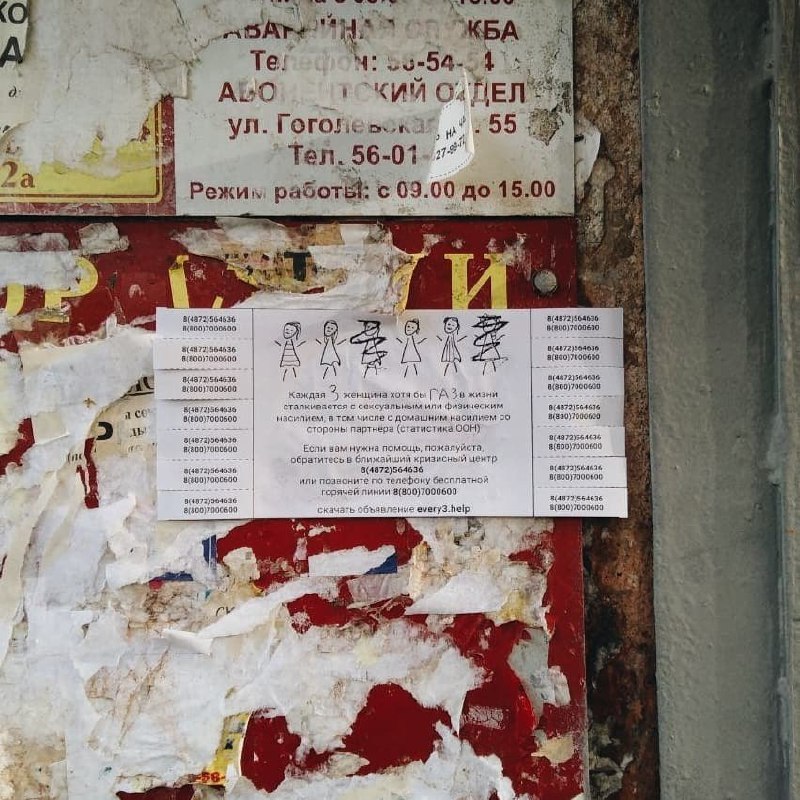 АВАРИЙНАЯ СЛУЖБА
Телефон: 56-54-54
АБОНЕНТСКИЙ ОТДЕЛ
ул. Гоголевская 55
Тел. 56-01-
НА
Режим работы: с 09.00 до 15.00
2а
8(4872)564636
8(800)7000600
8(4872)564636
8(800)7000600
8(4872)564636
8(800)7000600
8(4872)564636
8(800)7000600
8(4872)564636
8(800)7000600
8(4872)564636
8(800)7000600
8(4872)564636
8(800)7000600
Каждая 3 женщина хотя бы РАЗ в жизни
сталкивается с сексуальным или физическим
насилием, в том числе с домашним насилием со
стороны партнера (статистика ООН)
Если вам нужна помощь, пожалуйста,
обратитесь в ближайший кризисный центр
8(4872)564636
или позвоните по телефону бесплатной
горячей линии 8(800)7000600
скачать объявление every3.help
8(4872)564636
8(800)7000600
8(4872)564636
8(800)7000600
8(4872)564636
8(800)7000600
8(4872)564636
8(800)7000600
8(4872)564636
8(800)7000600
8(4872)564636
8(800)7000600
8(4872)564636
8(800)7000600